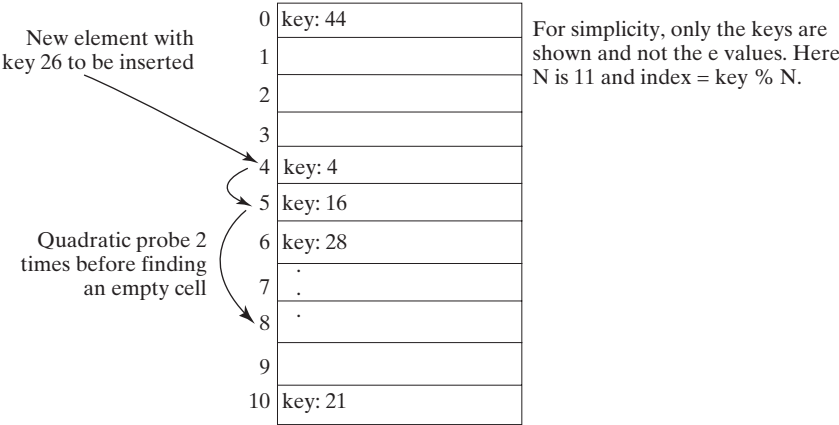 New element with
key 26 to be inserted
0 key: 44
1
2
3
4 key: 4
5 key: 16
6 key: 28
7 .
.
8 .
9
10 key: 21
Quadratic probe 2
times before finding
an empty cell
For simplicity, only the keys are
shown and not the e values. Here
N is 11 and index = key % N.